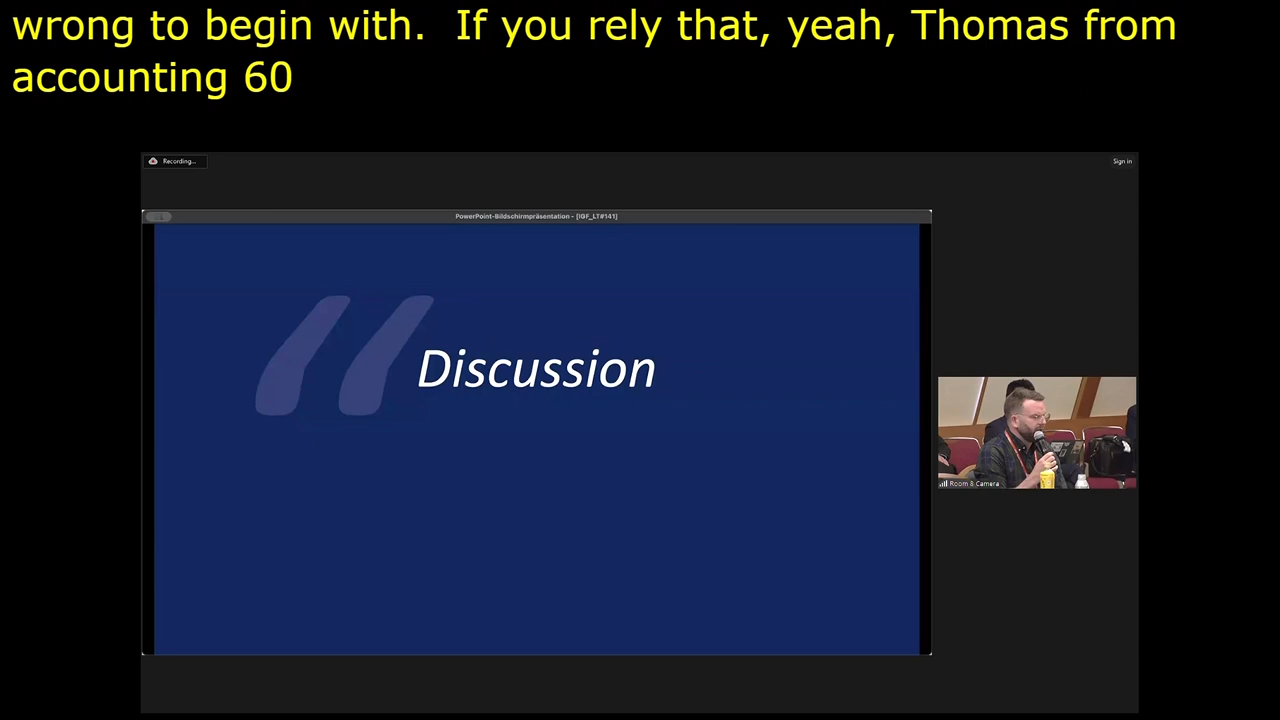 wrong to begin with.  If you rely that, yeah, Thomas from
accounting 60
Recording...
Sign in
PowerPoint-Bildschirmpräsentation - [IGF_LT#141]
“ Discussion
Room 8 Camera